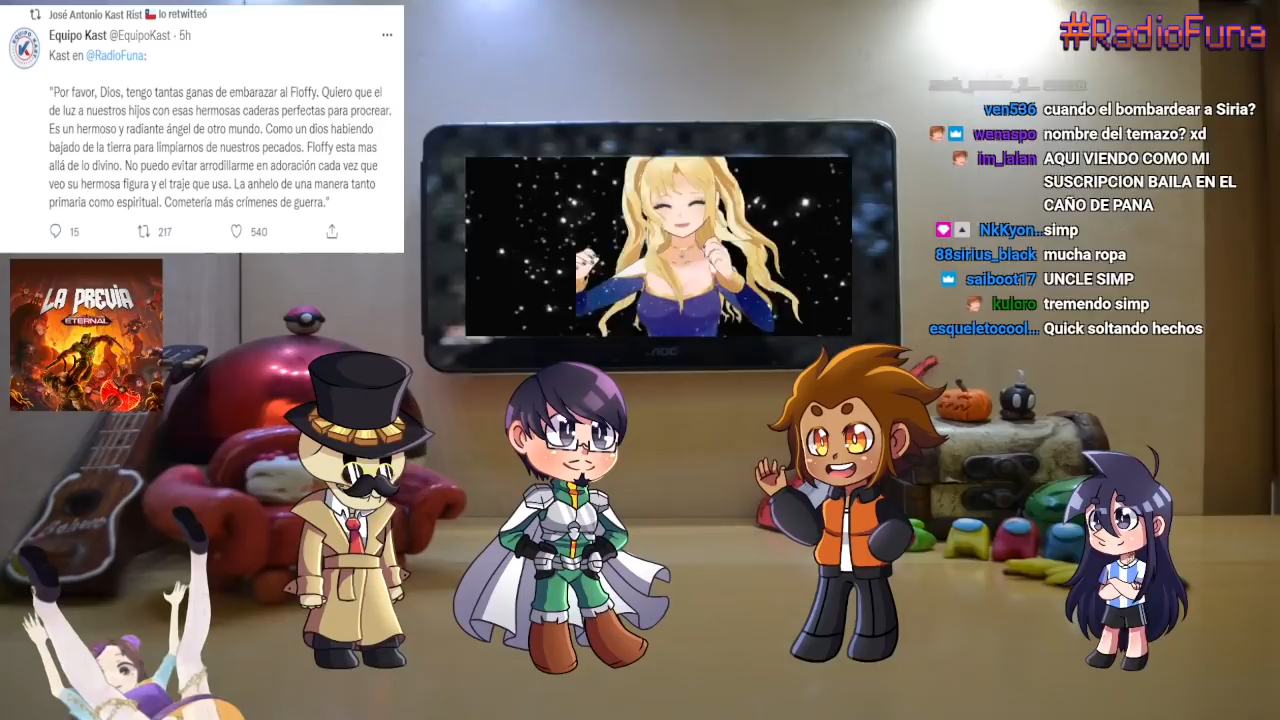 José Antonio Kast Rist 🇨🇱 lo retwitteó
Equipo Kast @EquipoKast · 5h
Kast en @RadioFuna:
"Por favor, Dios, tengo tantas ganas de embarazar al Floffy. Quiero que el
de luz a nuestros hijos con esas hermosas caderas perfectas para procrear.
Es un hermoso y radiante ángel de otro mundo. Como un dios habiendo
bajado de la tierra para limpiarnos de nuestros pecados. Floffy esta mas
allá de lo divino. No puedo evitar arrodillarme en adoración cada vez que
veo su hermosa figura y el traje que usa. La anhelo de una manera tanto
primaria como espiritual. Cometería más crímenes de guerra."
15 217 540
LA PREVIA
ETERNAL
#RadioFuna
ven536 cuando el bombardear a Siria?
wenaspo nombre del temazo? xd
im_jalan AQUI VIENDO COMO MI
SUSCRIPCION BAILA EN EL
CAÑO DE PANA
NkKyon... simp
88sirius_black mucha ropa
saiboot17 UNCLE SIMP
kuloro tremendo simp
esqueletocool... Quick soltando hechos
AOC